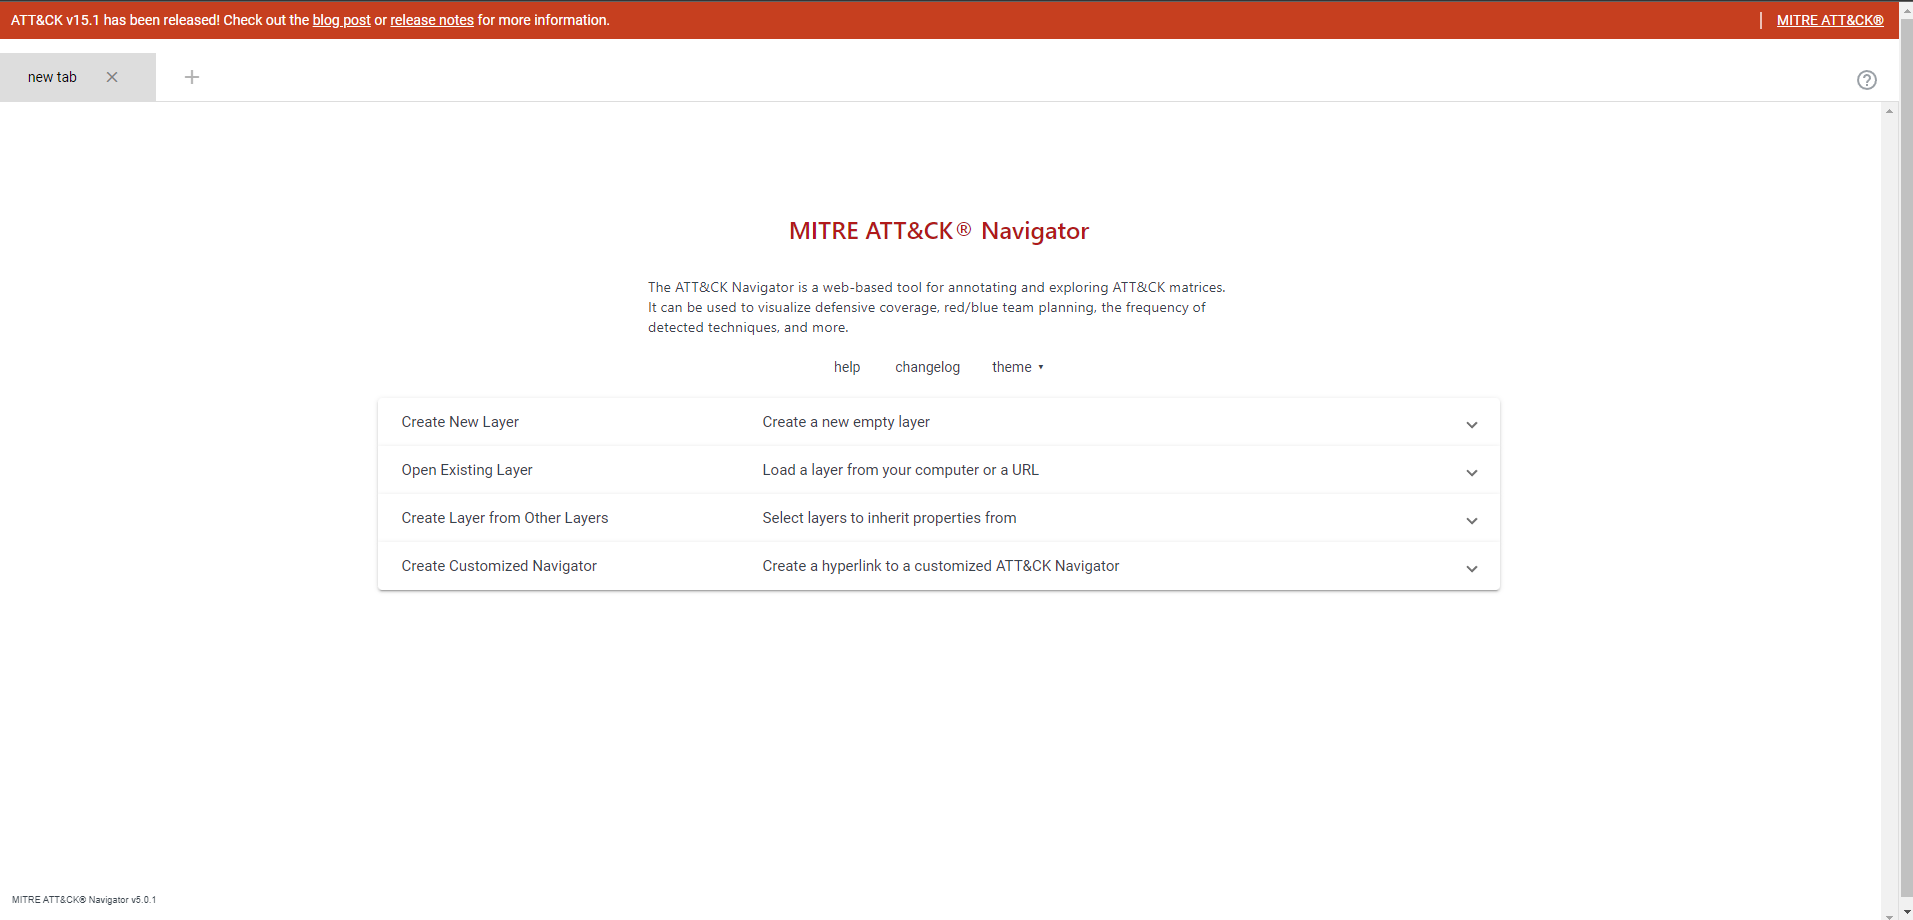 ATT&CK v15.1 has been released! Check out the blog post or release notes for more information.
MITRE ATT&CK®
new tab
MITRE ATT&CK® Navigator
The ATT&CK Navigator is a web-based tool for annotating and exploring ATT&CK matrices.
It can be used to visualize defensive coverage, red/blue team planning, the frequency of
detected techniques, and more.
help changelog theme
Create New Layer Create a new empty layer
Open Existing Layer Load a layer from your computer or a URL
Create Layer from Other Layers Select layers to inherit properties from
Create Customized Navigator Create a hyperlink to a customized ATT&CK Navigator
MITRE ATT&CK® Navigator v5.0.1